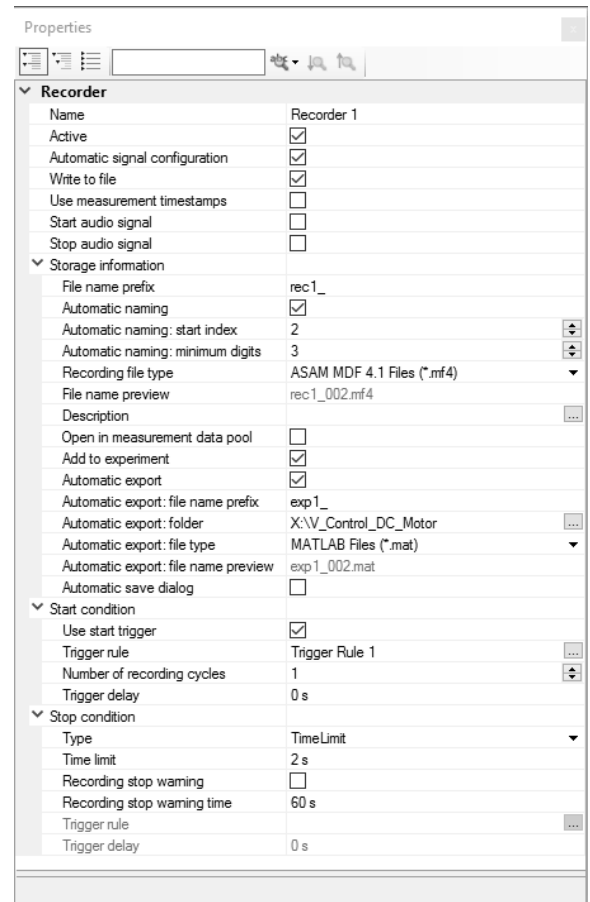 Properties
Recorder
Name Recorder 1
Active
Automatic signal configuration
Write to file
Use measurement timestamps
Start audio signal
Stop audio signal
Storage information
File name prefix rec1_
Automatic naming
Automatic naming: start index 2
Automatic naming: minimum digits 3
Recording file type ASAM MDF 4.1 Files (*.mf4)
File name preview rec1_002.mf4
Description ...
Open in measurement data pool
Add to experiment
Automatic export
Automatic export: file name prefix exp1_
Automatic export: folder X:\V_Control_DC_Motor ...
Automatic export: file type MATLAB Files (*.mat)
Automatic export: file name preview exp1_002.mat
Automatic save dialog
Start condition
Use start trigger
Trigger rule Trigger Rule 1 ...
Number of recording cycles 1
Trigger delay 0 s
Stop condition
Type TimeLimit
Time limit 2 s
Recording stop warning
Recording stop warning time 60 s
Trigger rule ...
Trigger delay 0 s